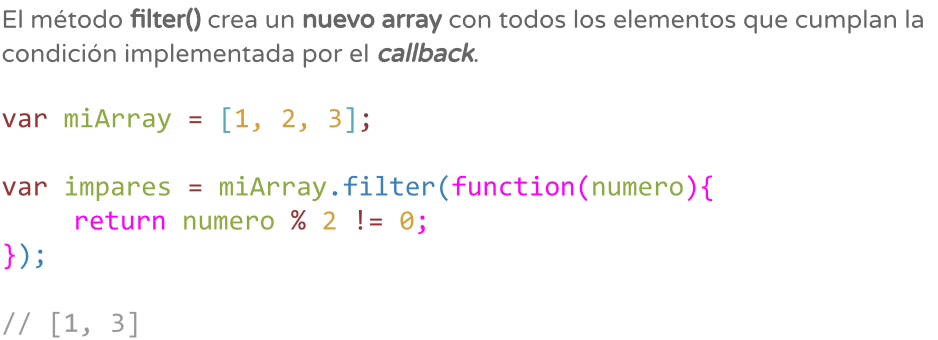 El método filter() crea un nuevo array con todos los elementos que cumplan la
condición implementada por el callback.
var miArray = [1, 2, 3];
var impares = miArray.filter(function(numero){
return numero % 2 != 0;
});
// [1, 3]